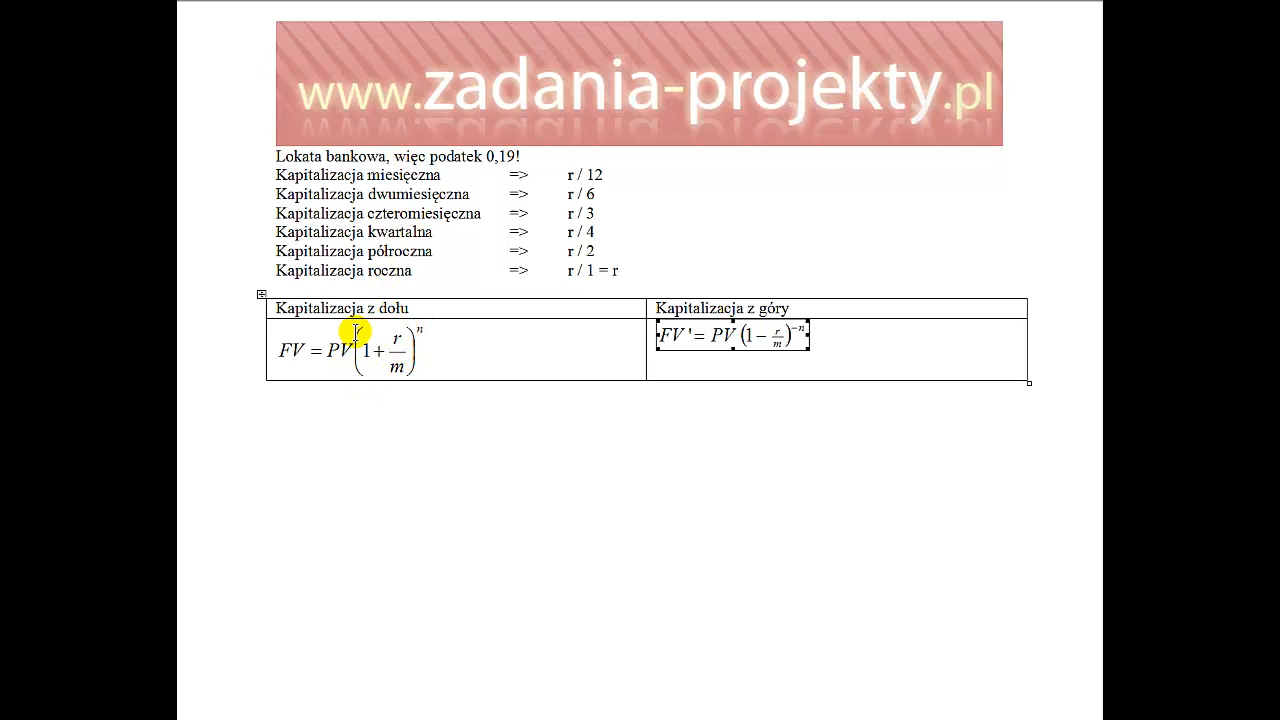 www.zadania-projekty.pl
Lokata bankowa, więc podatek 0,19!
Kapitalizacja miesięczna => r / 12
Kapitalizacja dwumiesięczna => r / 6
Kapitalizacja czteromiesięczna => r / 3
Kapitalizacja kwartalna => r / 4
Kapitalizacja półroczna => r / 2
Kapitalizacja roczna => r / 1 = r
Kapitalizacja z dołu Kapitalizacja z góry
FV = PV(1 + r/m)^n FV' = PV(1 − r/m)^−n